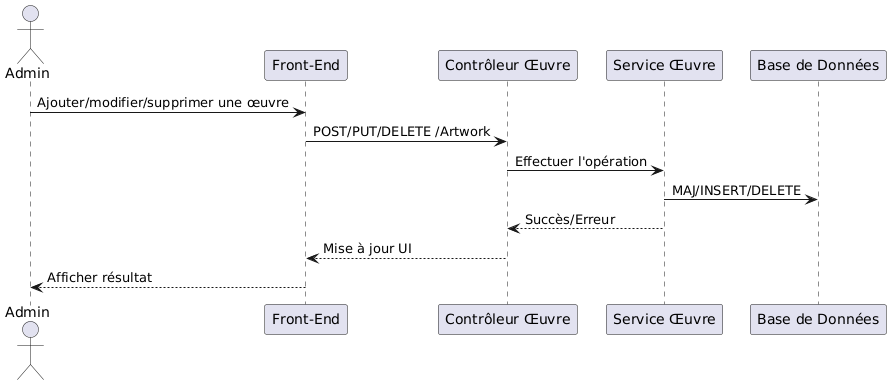 Admin
Front-End
Contrôleur Œuvre
Service Œuvre
Base de Données
Ajouter/modifier/supprimer une œuvre
POST/PUT/DELETE /Artwork
Effectuer l'opération
MAJ/INSERT/DELETE
Succès/Erreur
Mise à jour UI
Afficher résultat
Admin
Front-End
Contrôleur Œuvre
Service Œuvre
Base de Données